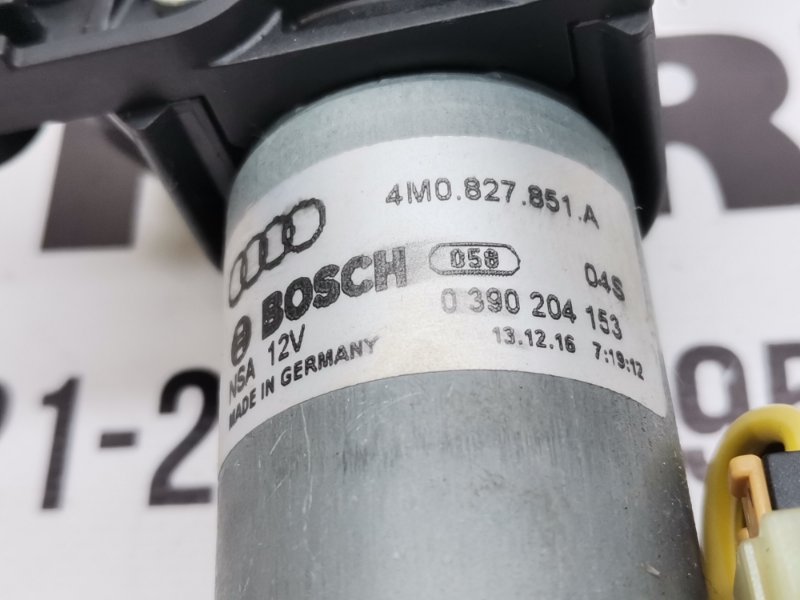 4M0.827.851.A
BOSCH 058 04S
0 390 204 153
NSA 12V 13.12.16 7:19:12
MADE IN GERMANY